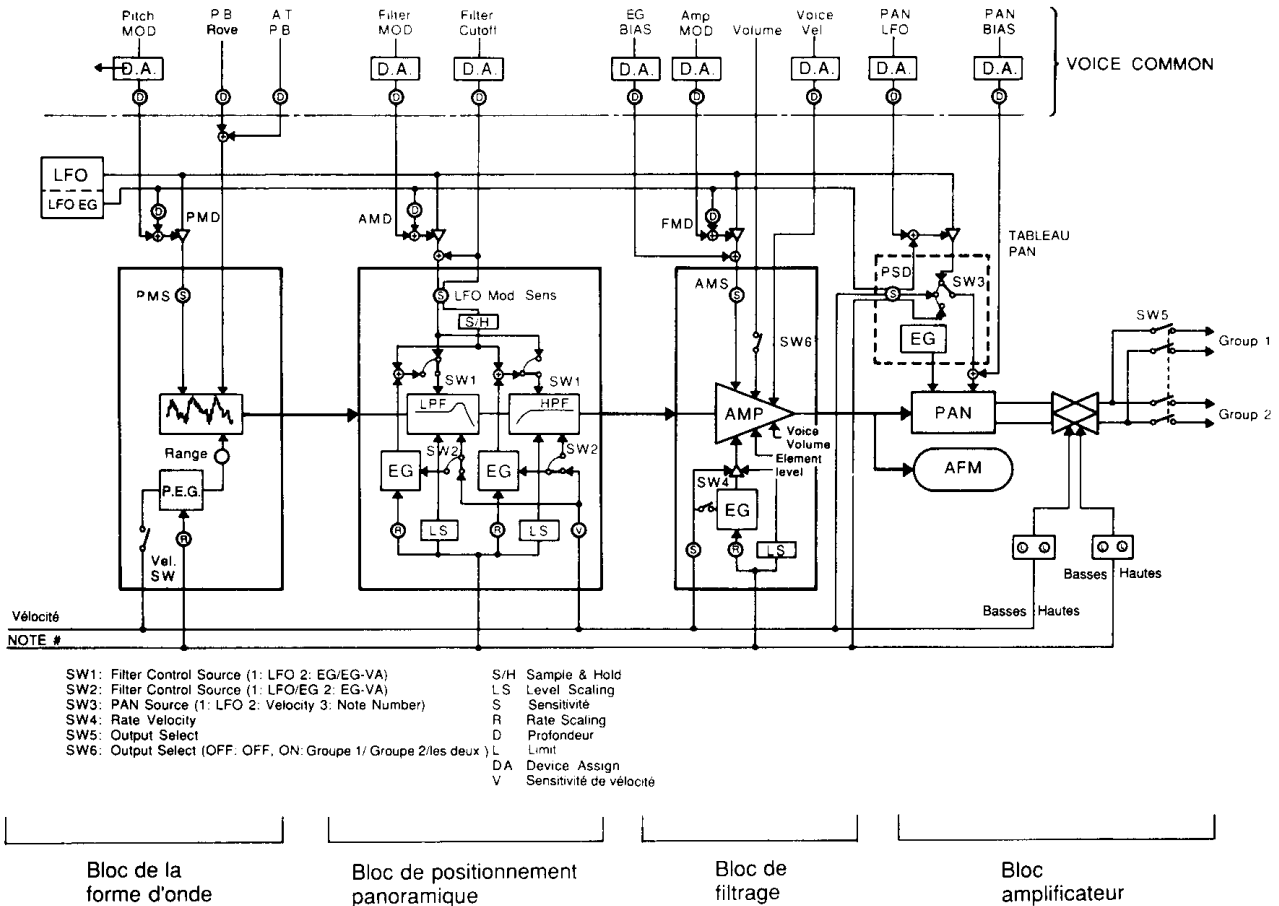 Pitch MOD
P B Rove
A T P B
Filter MOD
Filter Cutoff
EG BIAS
Amp MOD
Volume
Voice Vel
PAN LFO
PAN BIAS
D.A.
D.A.
D.A.
D.A.
D.A.
D.A.
D.A.
D.A.
VOICE COMMON
D
D
D
D
D
D
D
D
D
D
LFO
LFO EG
D
PMD
D
AMD
D
FMD
TABLEAU PAN
PMS
S
S
LFO Mod Sens
S/H
AMS
S
PSD
S
SW3
EG
SW1
SW1
SW6
SW5
Group 1
Group 2
LPF
HPF
AMP
PAN
AFM
Voice Volume
Element level
Range
P.E.G.
EG
SW2
EG
SW2
SW4
EG
R
Vel. SW
R
LS
R
LS
V
S
R
LS
L
L
L
L
Basses
Hautes
Basses
Hautes
Vélocité
NOTE #
SW1: Filter Control Source (1: LFO 2: EG/EG-VA)
SW2: Filter Control Source (1: LFO/EG 2: EG-VA)
SW3: PAN Source (1: LFO 2: Velocity 3: Note Number)
SW4: Rate Velocity
SW5: Output Select
SW6: Output Select (OFF: OFF, ON: Groupe 1/ Groupe 2/les deux )
S/H Sample & Hold
LS Level Scaling
S Sensitivité
R Rate Scaling
D Profondeur
L Limit
DA Device Assign
V Sensitivité de vélocité
Bloc de la
forme d'onde
Bloc de positionnement
panoramique
Bloc de
filtrage
Bloc
amplificateur